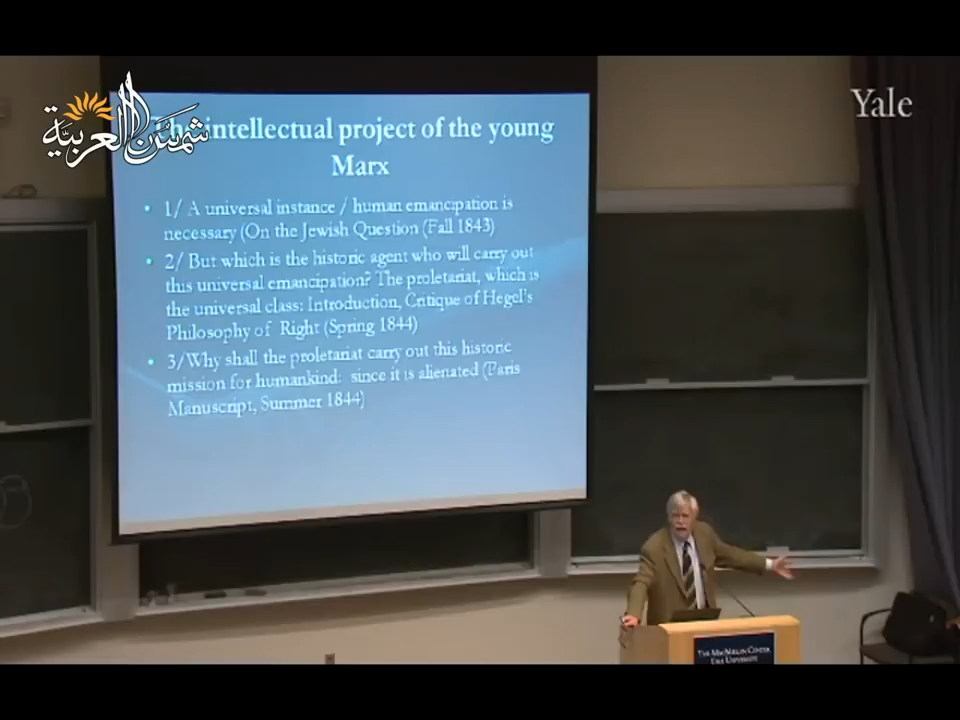 شمس العربية
Yale
The intellectual project of the young
Marx
• 1/ A universal instance / human emancipation is
necessary (On the Jewish Question (Fall 1843)
• 2/ But which is the historic agent who will carry out
this universal emancipation? The proletariat, which is
the universal class: Introduction, Critique of Hegel's
Philosophy of Right (Spring 1844)
• 3/Why shall the proletariat carry out this historic
mission for humankind: since it is alienated (Paris
Manuscript, Summer 1844)
THE MACMILLAN CENTER
YALE UNIVERSITY